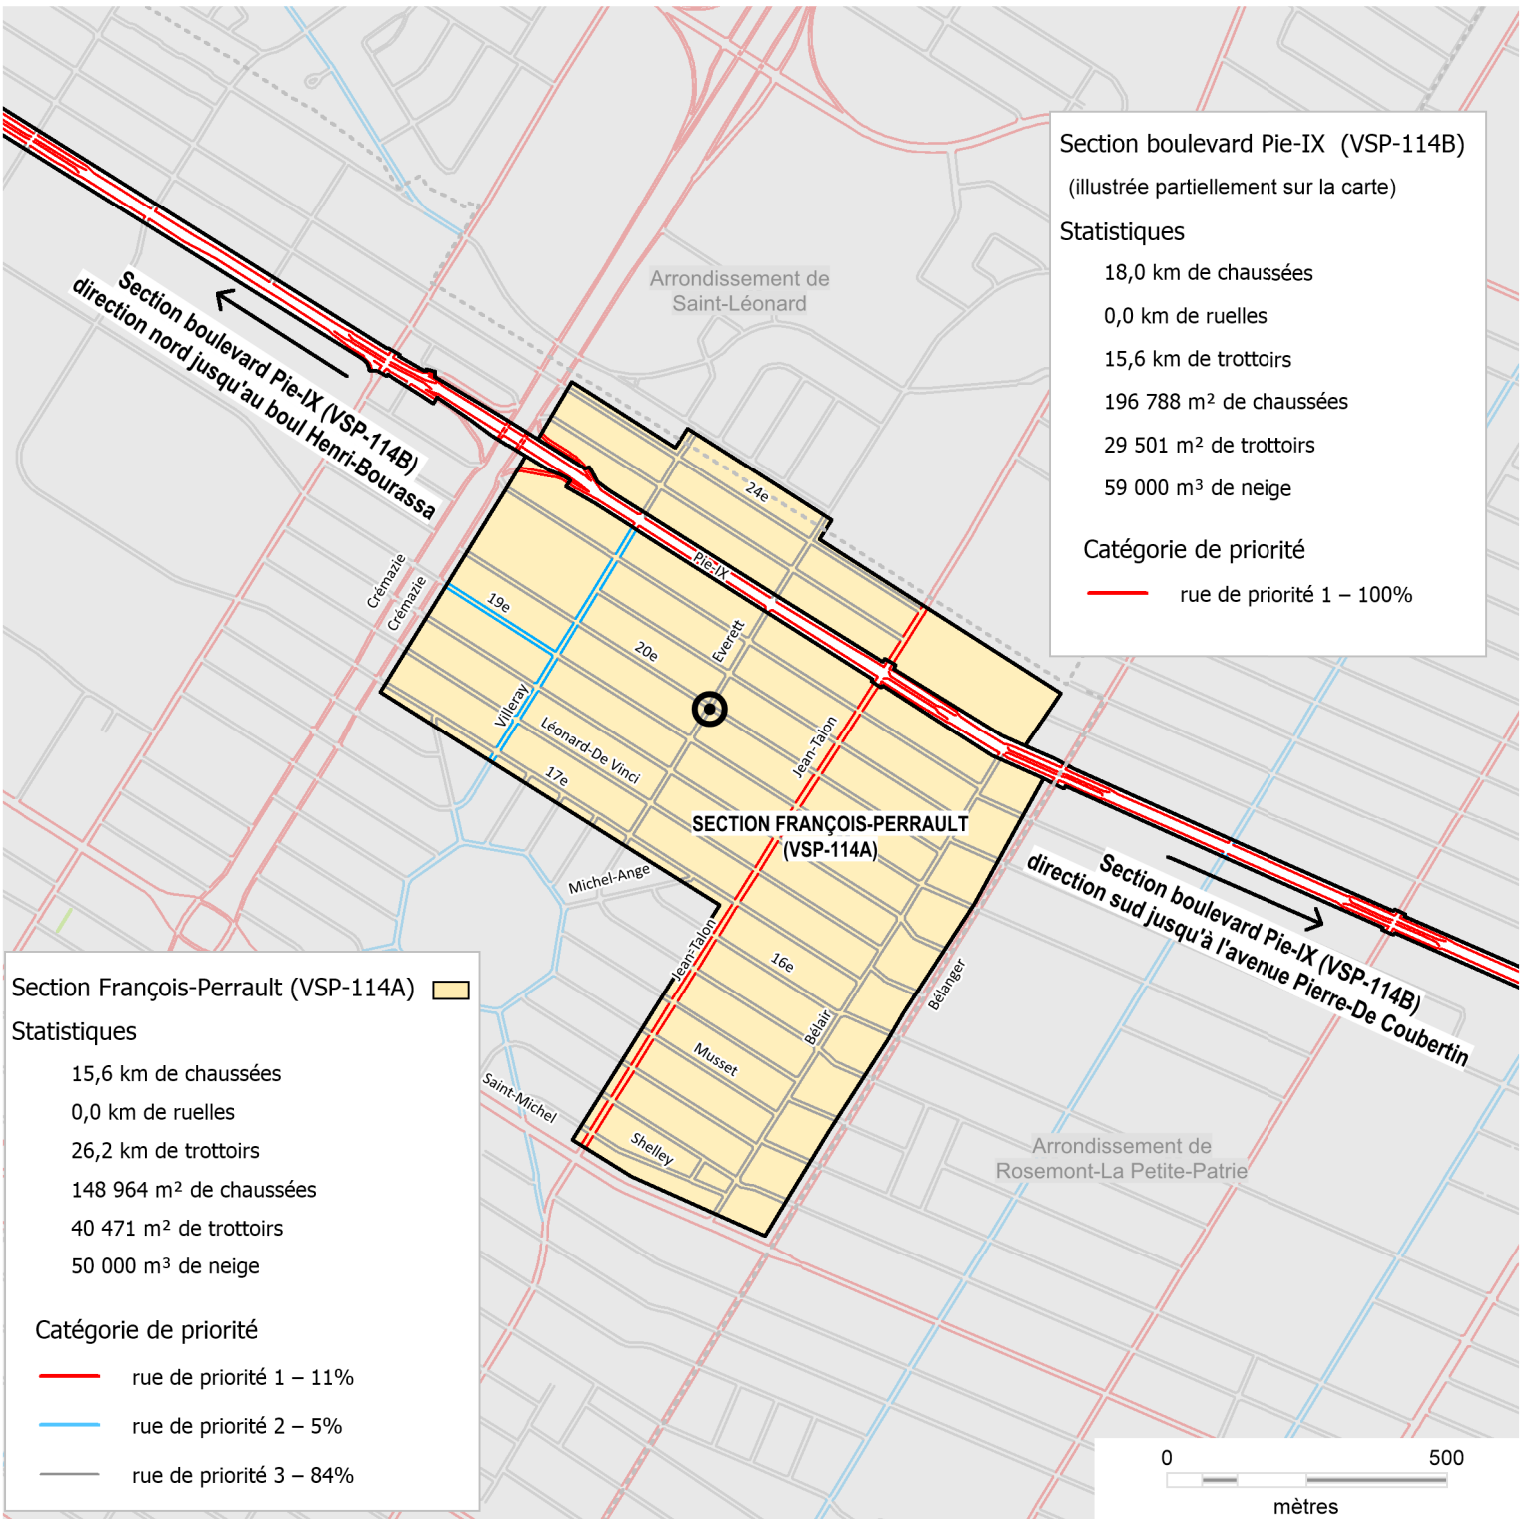 Section boulevard Pie-IX (VSP-114B)
(illustrée partiellement sur la carte)
Statistiques
18,0 km de chaussées
0,0 km de ruelles
15,6 km de trottoirs
196 788 m² de chaussées
29 501 m² de trottoirs
59 000 m³ de neige
Catégorie de priorité
rue de priorité 1 – 100%
Arrondissement de
Saint-Léonard
Section boulevard Pie-IX (VSP-114B)
direction nord jusqu'au boul Henri-Bourassa
24e
Pie-IX
Crémazie
Crémazie
19e
20e
Everett
Villeray
Léonard-De Vinci
17e
Jean-Talon
SECTION FRANÇOIS-PERRAULT
(VSP-114A)
Michel-Ange
Jean-Talon
16e
Bélanger
Bélair
Musset
Saint-Michel
Shelley
Section boulevard Pie-IX (VSP-114B)
direction sud jusqu'à l'avenue Pierre-De Coubertin
Arrondissement de
Rosemont-La Petite-Patrie
Section François-Perrault (VSP-114A)
Statistiques
15,6 km de chaussées
0,0 km de ruelles
26,2 km de trottoirs
148 964 m² de chaussées
40 471 m² de trottoirs
50 000 m³ de neige
Catégorie de priorité
rue de priorité 1 – 11%
rue de priorité 2 – 5%
rue de priorité 3 – 84%
0 500
mètres